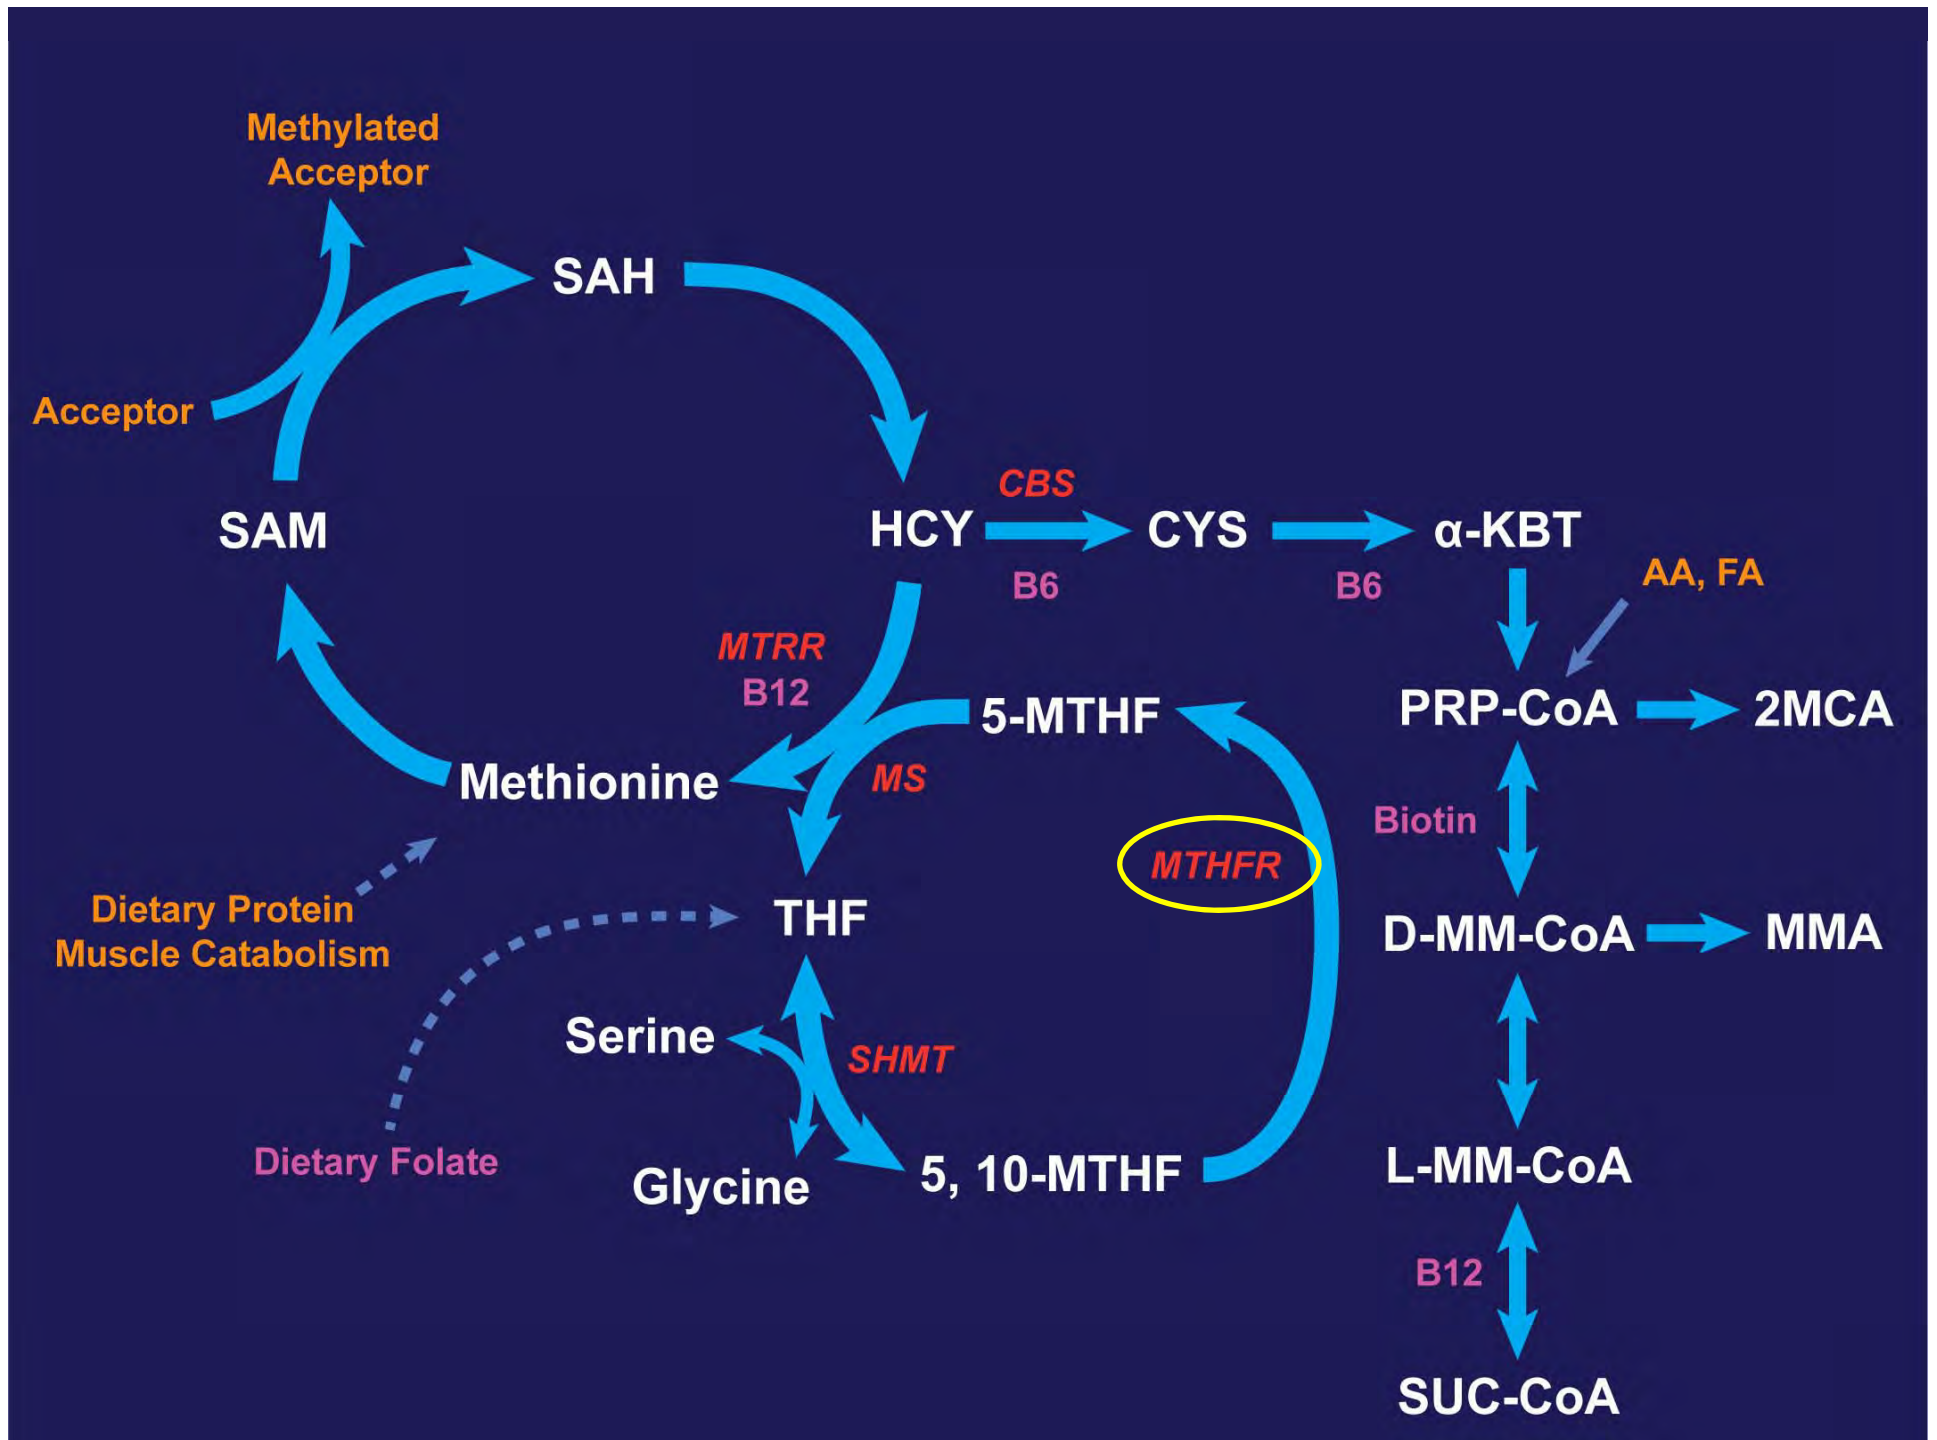 Methylated
Acceptor
SAH
Acceptor
SAM
CBS
HCY
CYS
α-KBT
B6
B6
AA, FA
MTRR
B12
5-MTHF
PRP-CoA
2MCA
Methionine
MS
Biotin
MTHFR
Dietary Protein
Muscle Catabolism
THF
D-MM-CoA
MMA
Serine
SHMT
Dietary Folate
Glycine
5, 10-MTHF
L-MM-CoA
B12
SUC-CoA